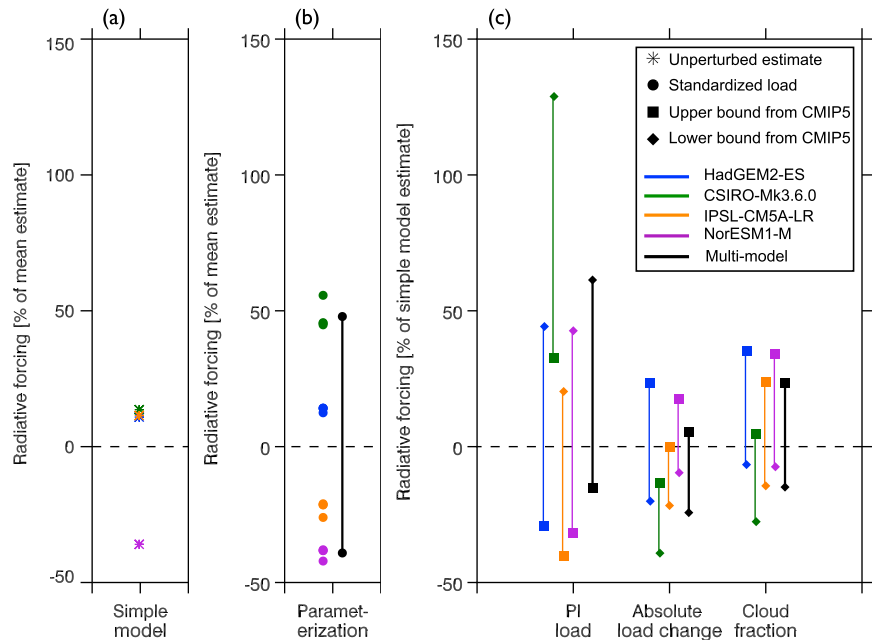 (a)
(b)
(c)
Radiative forcing [% of mean estimate]
150
100
50
0
-50
Simple
model
Radiative forcing [% of mean estimate]
150
100
50
0
-50
Paramet-
erization
Radiative forcing [% of simple model estimate]
150
100
50
0
-50
PI
load
Absolute
load change
Cloud
fraction
Unperturbed estimate
Standardized load
Upper bound from CMIP5
Lower bound from CMIP5
HadGEM2-ES
CSIRO-Mk3.6.0
IPSL-CM5A-LR
NorESM1-M
Multi-model